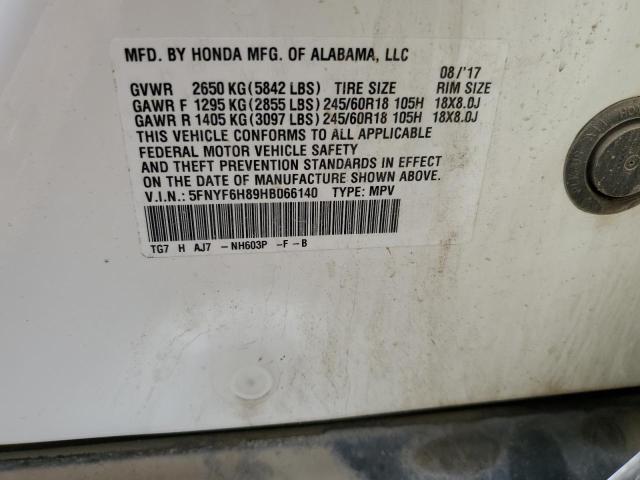 MFD. BY HONDA MFG. OF ALABAMA, LLC
08/'17
GVWR 2650 KG (5842 LBS) TIRE SIZE RIM SIZE
GAWR F 1295 KG (2855 LBS) 245/60R18 105H 18X8.0J
GAWR R 1405 KG (3097 LBS) 245/60R18 105H 18X8.0J
THIS VEHICLE CONFORMS TO ALL APPLICABLE
FEDERAL MOTOR VEHICLE SAFETY
AND THEFT PREVENTION STANDARDS IN EFFECT
ON THE DATE OF MANUFACTURE SHOWN ABOVE.
V.I.N.: 5FNYF6H89HB066140 TYPE: MPV
TG7 H AJ7 -NH603P -F -B